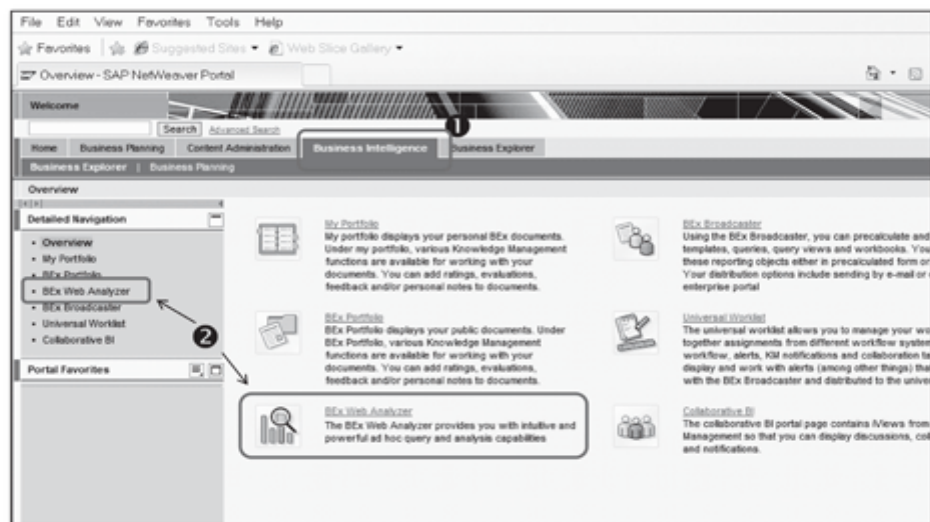 File Edit View Favorites Tools Help
Favorites Suggested Sites Web Slice Gallery
Overview - SAP NetWeaver Portal
Welcome
Search Advanced Search
❶
Home Business Planning Content Administration Business Intelligence Business Explorer
Business Explorer | Business Planning
Overview
Detailed Navigation
• Overview
• My Portfolio
• BEx Portfolio
• BEx Web Analyzer
• BEx Broadcaster
• Universal Worklist
• Collaborative BI
❷
Portal Favorites
My Portfolio
My portfolio displays your personal BEx documents.
Under my portfolio, various Knowledge Management
functions are available for working with your
documents. You can add ratings, evaluations,
feedback and/or personal notes to documents.
BEx Broadcaster
Using the BEx Broadcaster, you can precalculate and
templates, queries, query views and workbooks. You
these reporting objects either in precalculated form or
Your distribution options include sending by e-mail or
enterprise portal
BEx Portfolio
BEx Portfolio displays your public documents. Under
BEx Portfolio, various Knowledge Management
functions are available for working with your
documents. You can add ratings, evaluations,
feedback and/or personal notes to documents.
Universal Worklist
The universal worklist allows you to manage your wo
together assignments from different workflow system
workflow, alerts, KM notifications and collaboration ta
display and work with alerts (among other things) tha
with the BEx Broadcaster and distributed to the univer
BEx Web Analyzer
The BEx Web Analyzer provides you with intuitive and
powerful ad hoc query and analysis capabilities
Collaborative BI
The collaborative BI portal page contains iViews from
Management so that you can display discussions, col
and notifications.